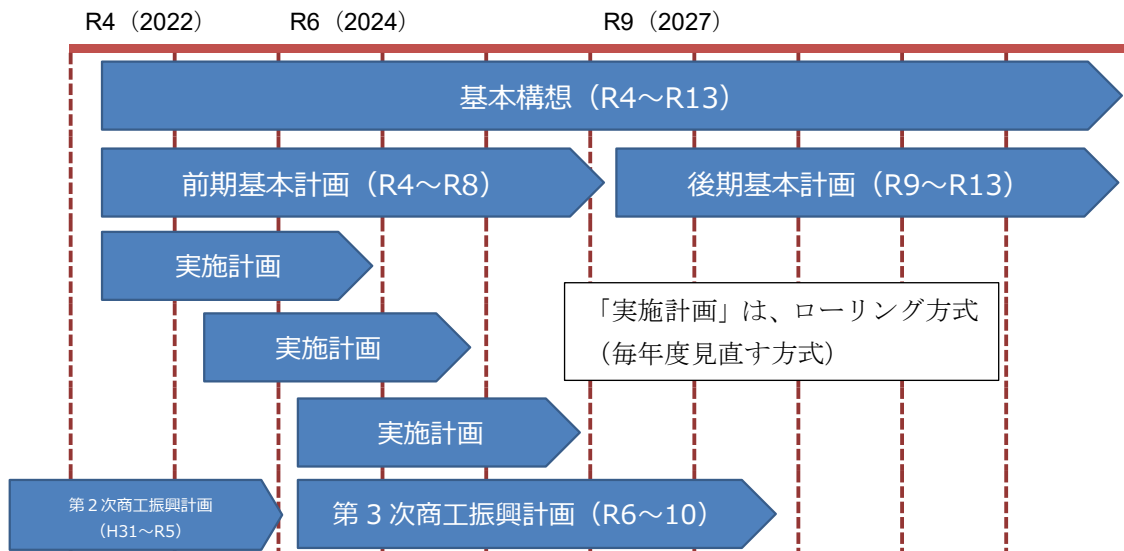 R4（2022）
R6（2024）
R9（2027）
基本構想（R4～R13）
前期基本計画（R4～R8）
後期基本計画（R9～R13）
実施計画
実施計画
「実施計画」は、ローリング方式
（毎年度見直す方式）
実施計画
第２次商工振興計画
（H31～R5）
第３次商工振興計画（R6～10）